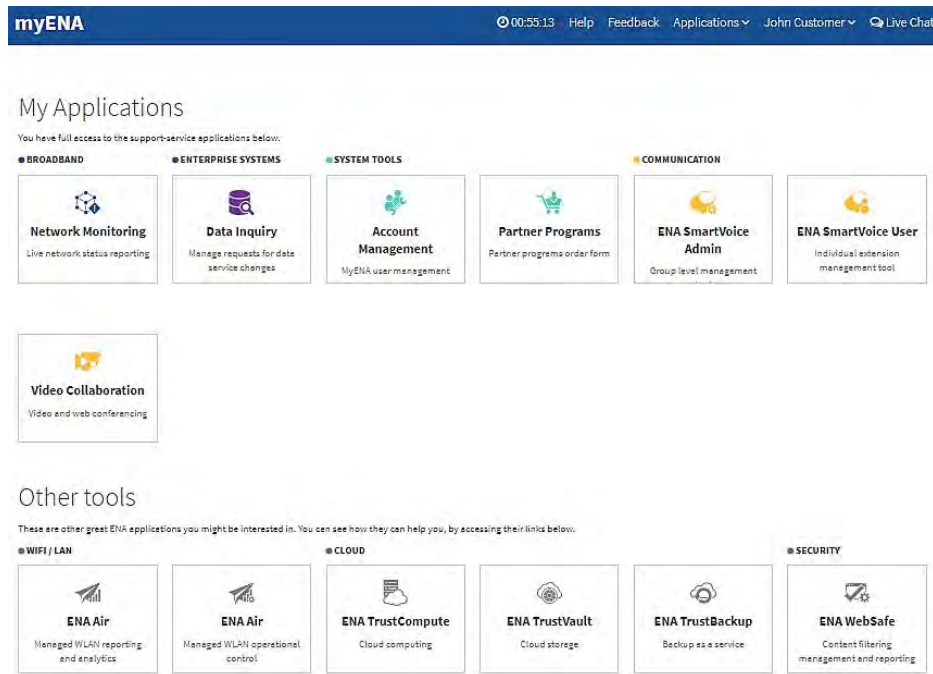 myENA
00:55:13 Help Feedback Applications John Customer Live Chat
My Applications
You have full access to the support-service applications below.
BROADBAND
ENTERPRISE SYSTEMS
SYSTEM TOOLS
COMMUNICATION
Network Monitoring
Live network status reporting
Data Inquiry
Manage requests for data
service changes
Account
Management
MyENA user management
Partner Programs
Partner programs order form
ENA SmartVoice
Admin
Group level management
ENA SmartVoice User
Individual extension
management tool
Video Collaboration
Video and web conferencing
Other tools
These are other great ENA applications you might be interested in. You can see how they can help you, by accessing their links below.
WIFI / LAN
CLOUD
SECURITY
ENA Air
Managed WLAN reporting
and analytics
ENA Air
Managed WLAN operational
control
ENA TrustCompute
Cloud computing
ENA TrustVault
Cloud storage
ENA TrustBackup
Backup as a service
ENA WebSafe
Content filtering
management and reporting